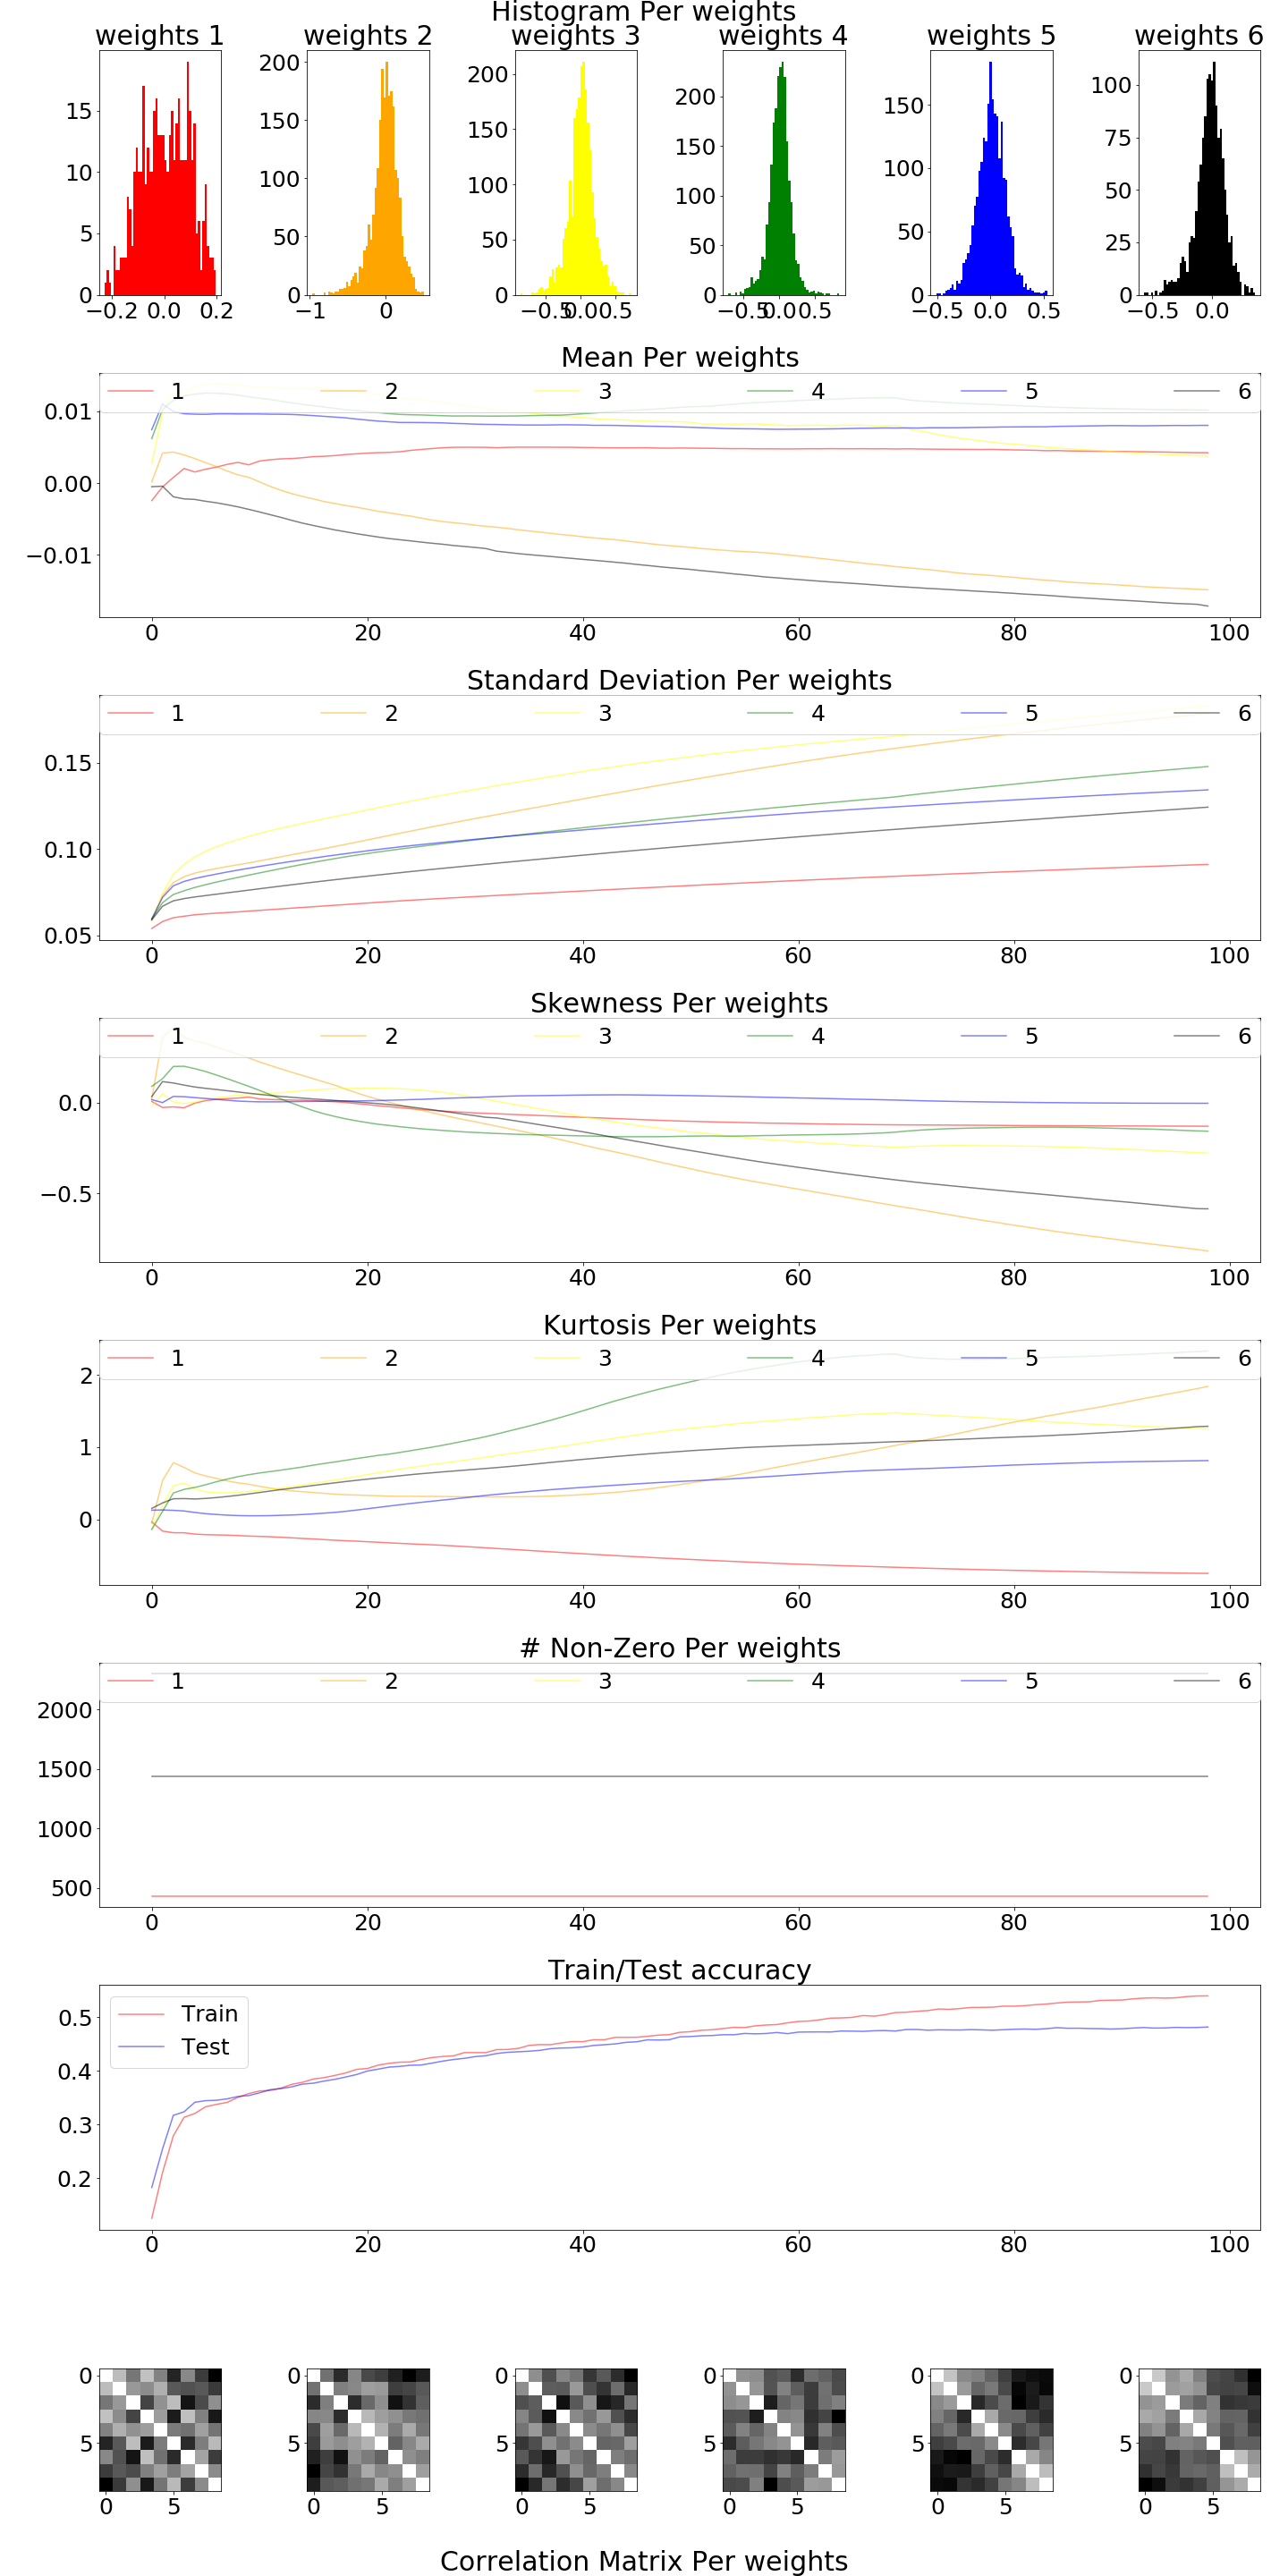 Histogram Per weights
weights 1 weights 2 weights 3 weights 4 weights 5 weights 6
15
10
5
0
−0.2 0.0 0.2
200
150
100
50
0
−1 0
200
150
100
50
0
−0.5 0.0 0.5
200
150
100
50
0
−0.5 0.0 0.5
150
100
50
0
−0.5 0.0 0.5
100
75
50
25
0
−0.5 0.0
Mean Per weights
1 2 3 4 5 6
0.01
0.00
−0.01
0 20 40 60 80 100
Standard Deviation Per weights
1 2 3 4 5 6
0.15
0.10
0.05
0 20 40 60 80 100
Skewness Per weights
1 2 3 4 5 6
0.0
−0.5
0 20 40 60 80 100
Kurtosis Per weights
1 2 3 4 5 6
2
1
0
0 20 40 60 80 100
# Non-Zero Per weights
1 2 3 4 5 6
2000
1500
1000
500
0 20 40 60 80 100
Train/Test accuracy
Train
Test
0.5
0.4
0.3
0.2
0 20 40 60 80 100
0 0 0 0 0 0
5 5 5 5 5 5
0 5 0 5 0 5 0 5 0 5 0 5
Correlation Matrix Per weights